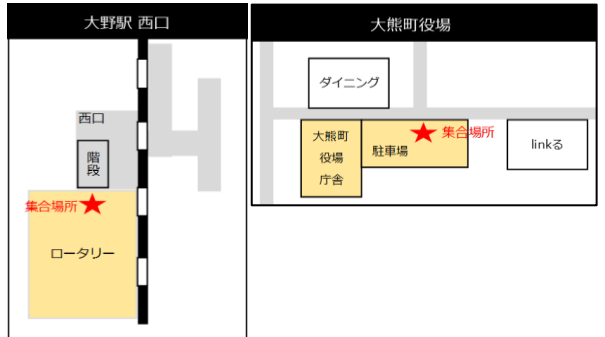 大野駅 西口
西口
階
段
集合場所
ロータリー
大熊町役場
ダイニング
大熊町
役場
庁舎
駐車場
集合場所
linkる